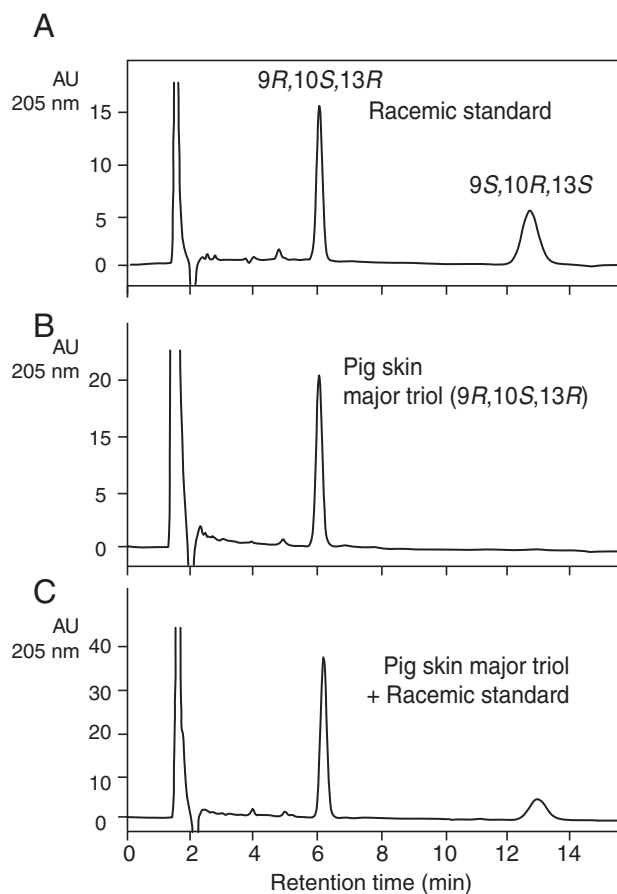 A
AU
205 nm
15
10
5
0
9R,10S,13R
Racemic standard
9S,10R,13S
B
AU
205 nm
20
15
5
0
Pig skin
major triol (9R,10S,13R)
C
AU
205 nm
40
30
20
10
0
Pig skin major triol
+ Racemic standard
0 2 4 6 8 10 12 14
Retention time (min)